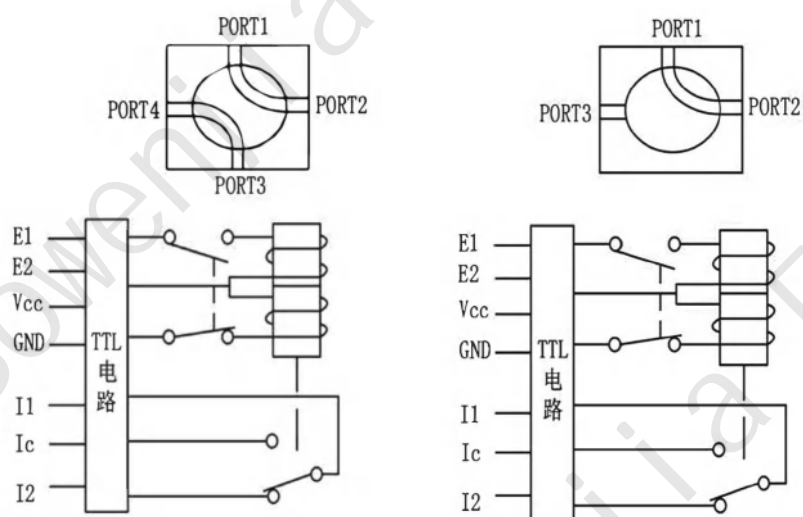 PORT1
PORT4
PORT2
PORT3
PORT1
PORT3
PORT2
E1
E2
Vcc
GND
I1
Ic
I2
TTL
电
路
E1
E2
Vcc
GND
I1
Ic
I2
TTL
电
路